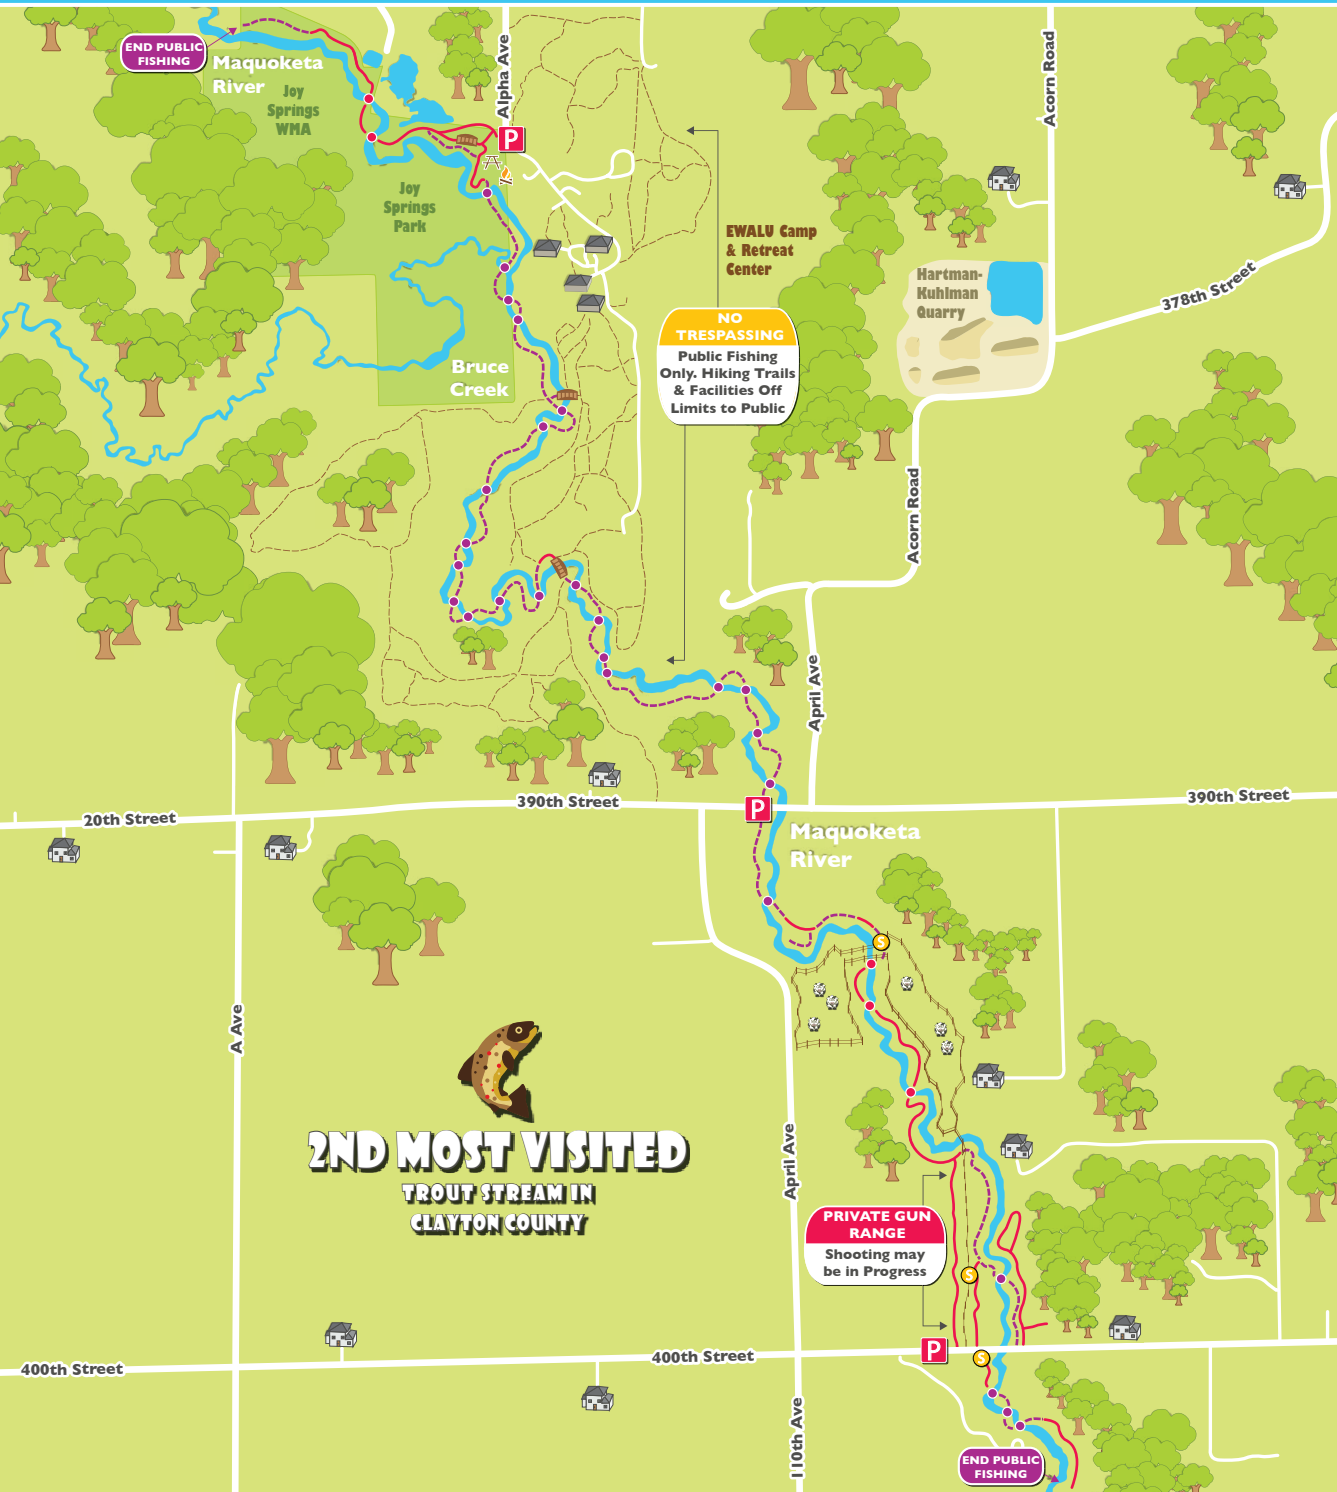 END PUBLIC
FISHING
Maquoketa
River
Joy
Springs
WMA
Alpha Ave
P
Acorn Road
Joy
Springs
Park
EWALU Camp
& Retreat
Center
Hartman-
Kuhlman
Quarry
378th Street
NO
TRESPASSING
Public Fishing
Only. Hiking Trails
& Facilities Off
Limits to Public
Bruce
Creek
Acorn Road
April Ave
390th Street
390th Street
20th Street
P
Maquoketa
River
S
A Ave
2ND MOST VISITED
TROUT STREAM IN
CLAYTON COUNTY
April Ave
PRIVATE GUN
RANGE
Shooting may
be in Progress
S
P
S
400th Street
400th Street
110th Ave
END PUBLIC
FISHING